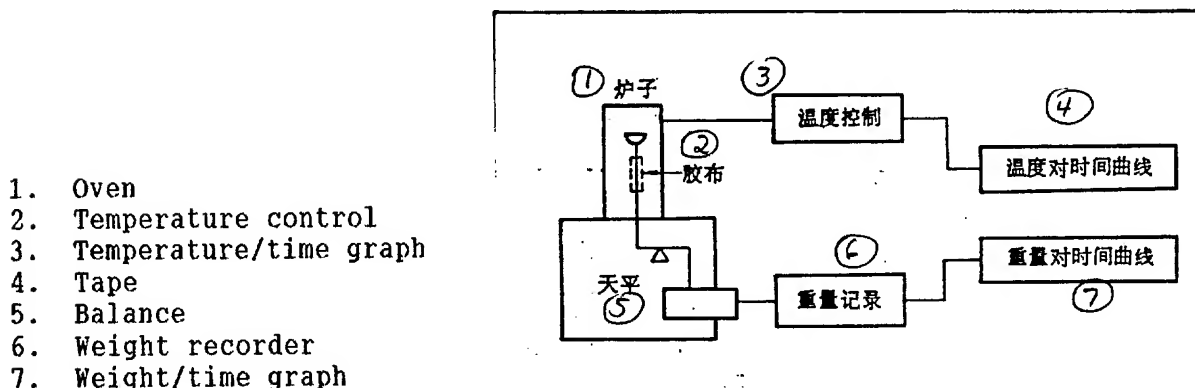 ① 炉子
③
温度控制
④
温度对时间曲线
②
胶布
1. Oven
2. Temperature control
3. Temperature/time graph
4. Tape
5. Balance
6. Weight recorder
7. Weight/time graph
天平
⑤
⑥
重量记录
重量对时间曲线
⑦